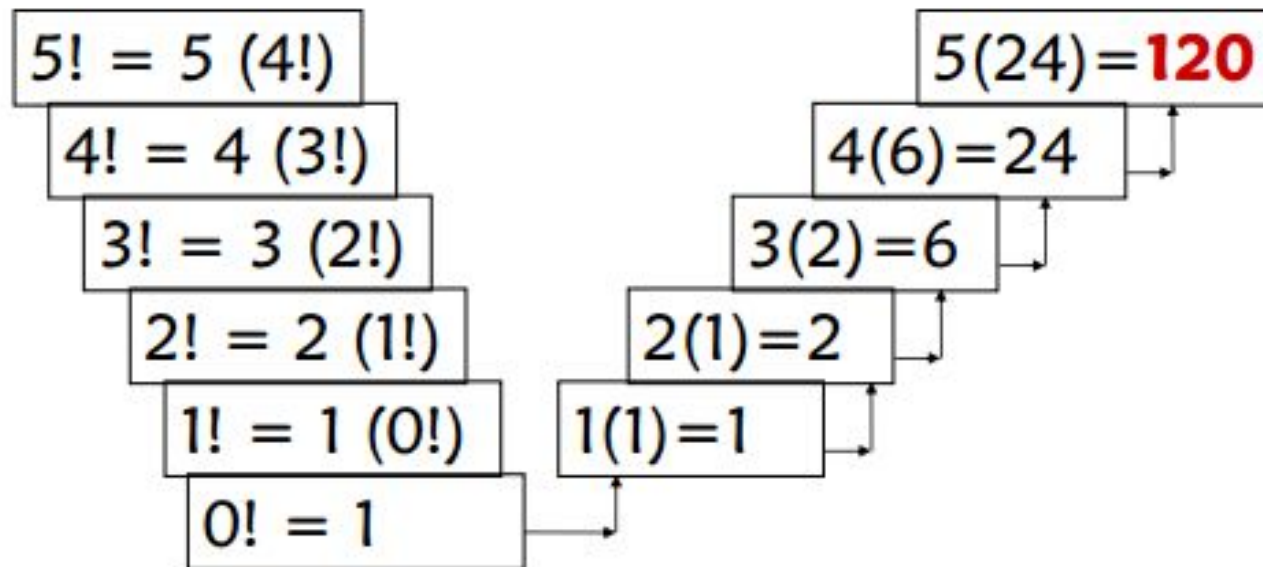 5! = 5 (4!)
4! = 4 (3!)
3! = 3 (2!)
2! = 2 (1!)
1! = 1 (0!)
0! = 1
1(1)=1
2(1)=2
3(2)=6
4(6)=24
5(24)=120